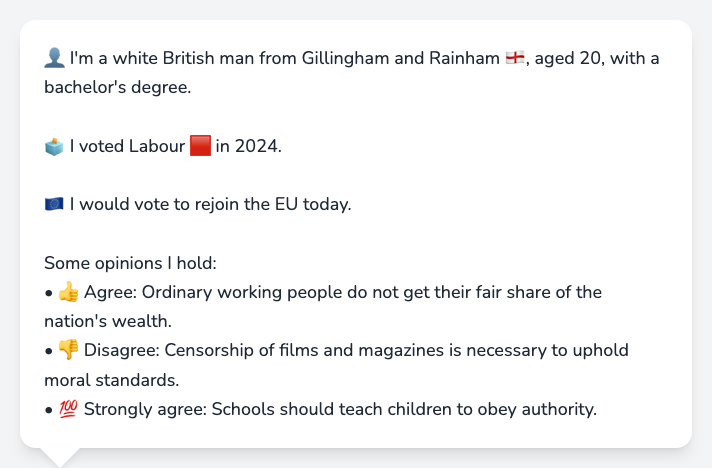 👤 I'm a white British man from Gillingham and Rainham 🏴󠁧󠁢󠁥󠁮󠁧󠁿, aged 20, with a
bachelor's degree.
🗳️ I voted Labour 🟥 in 2024.
🇪🇺 I would vote to rejoin the EU today.
Some opinions I hold:
• 👍 Agree: Ordinary working people do not get their fair share of the
nation's wealth.
• 👎 Disagree: Censorship of films and magazines is necessary to uphold
moral standards.
• 💯 Strongly agree: Schools should teach children to obey authority.